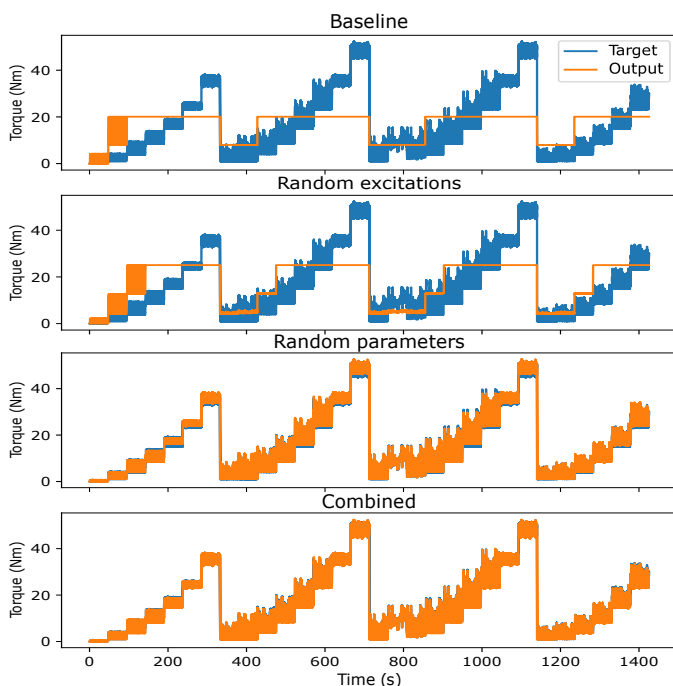 Baseline
Torque (Nm)
40
20
0
Target
Output
Random excitations
Torque (Nm)
40
20
0
Random parameters
Torque (Nm)
40
20
0
Combined
Torque (Nm)
40
20
0
0 200 400 600 800 1000 1200 1400
Time (s)